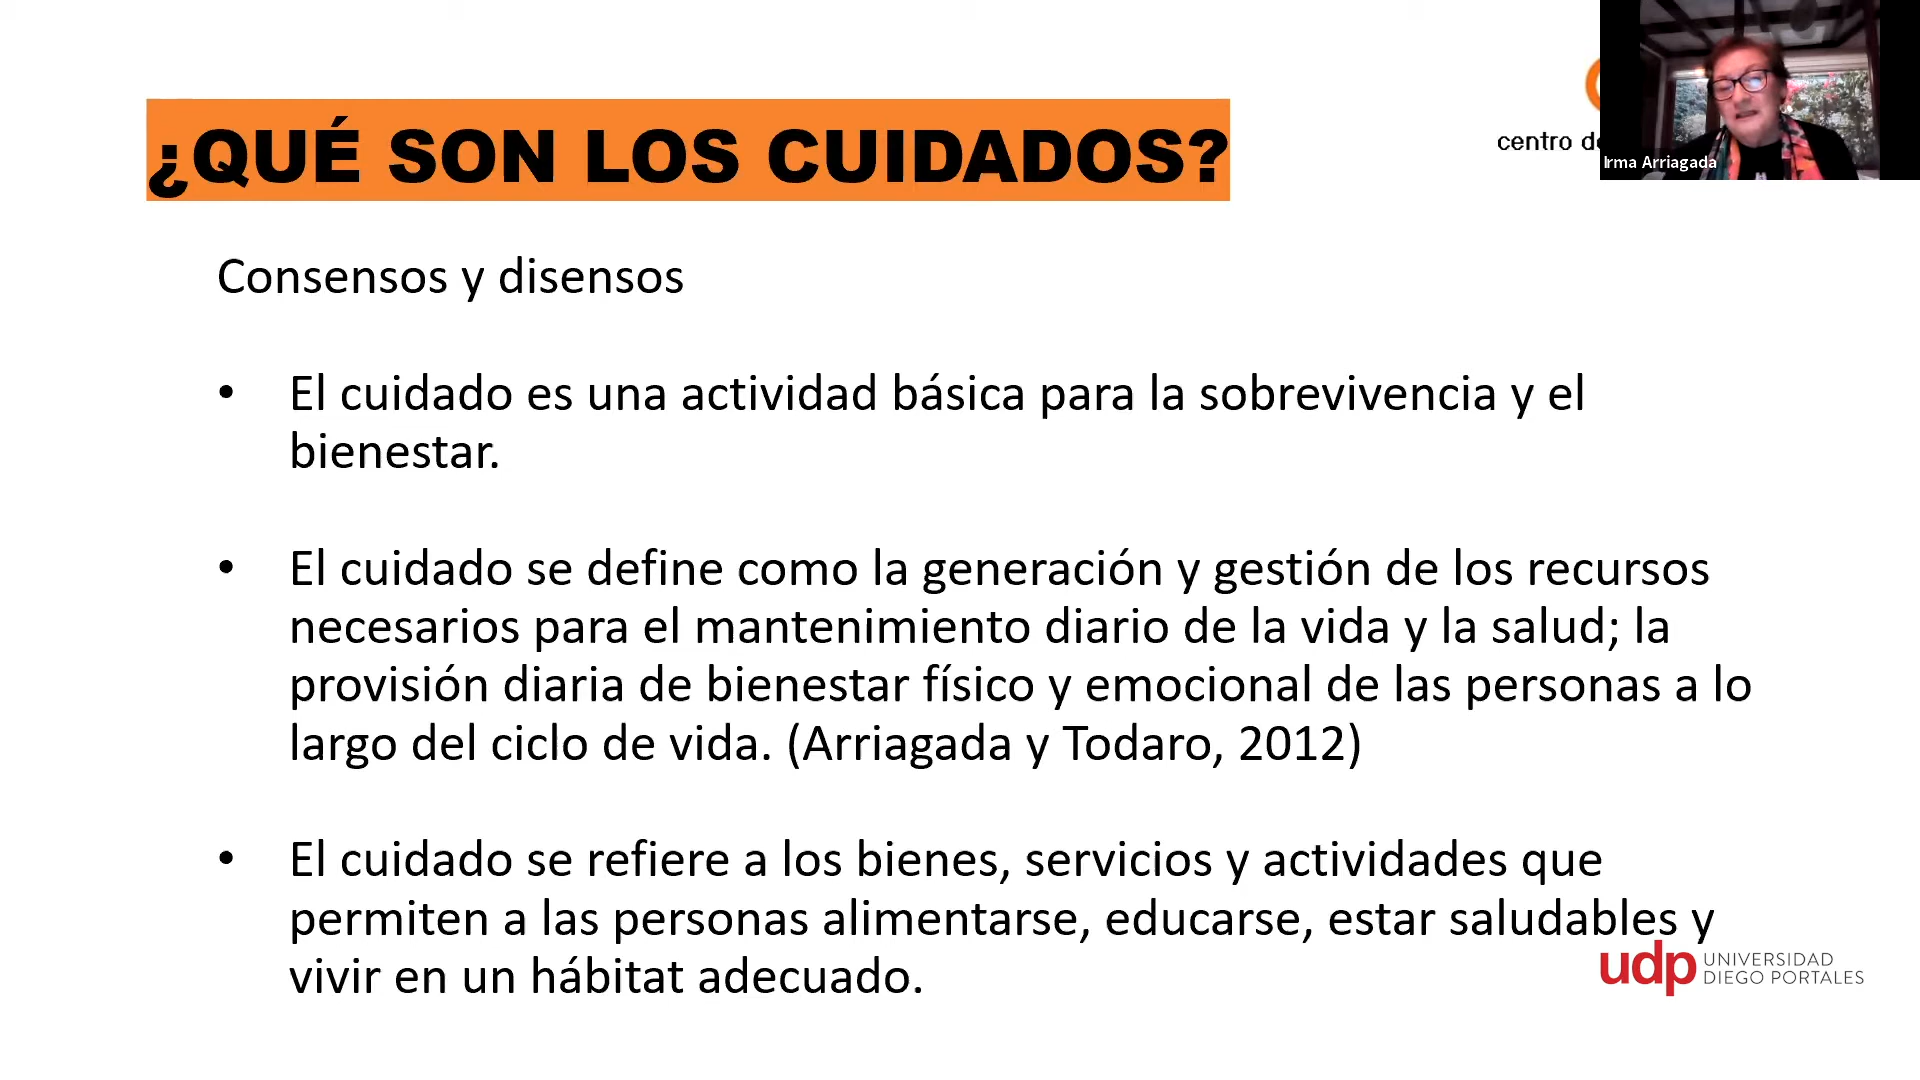 ¿QUÉ SON LOS CUIDADOS?
centro de
Irma Arriagada
Consensos y disensos
• El cuidado es una actividad básica para la sobrevivencia y el
bienestar.
• El cuidado se define como la generación y gestión de los recursos
necesarios para el mantenimiento diario de la vida y la salud; la
provisión diaria de bienestar físico y emocional de las personas a lo
largo del ciclo de vida. (Arriagada y Todaro, 2012)
• El cuidado se refiere a los bienes, servicios y actividades que
permiten a las personas alimentarse, educarse, estar saludables y
vivir en un hábitat adecuado.
udp UNIVERSIDAD
DIEGO PORTALES